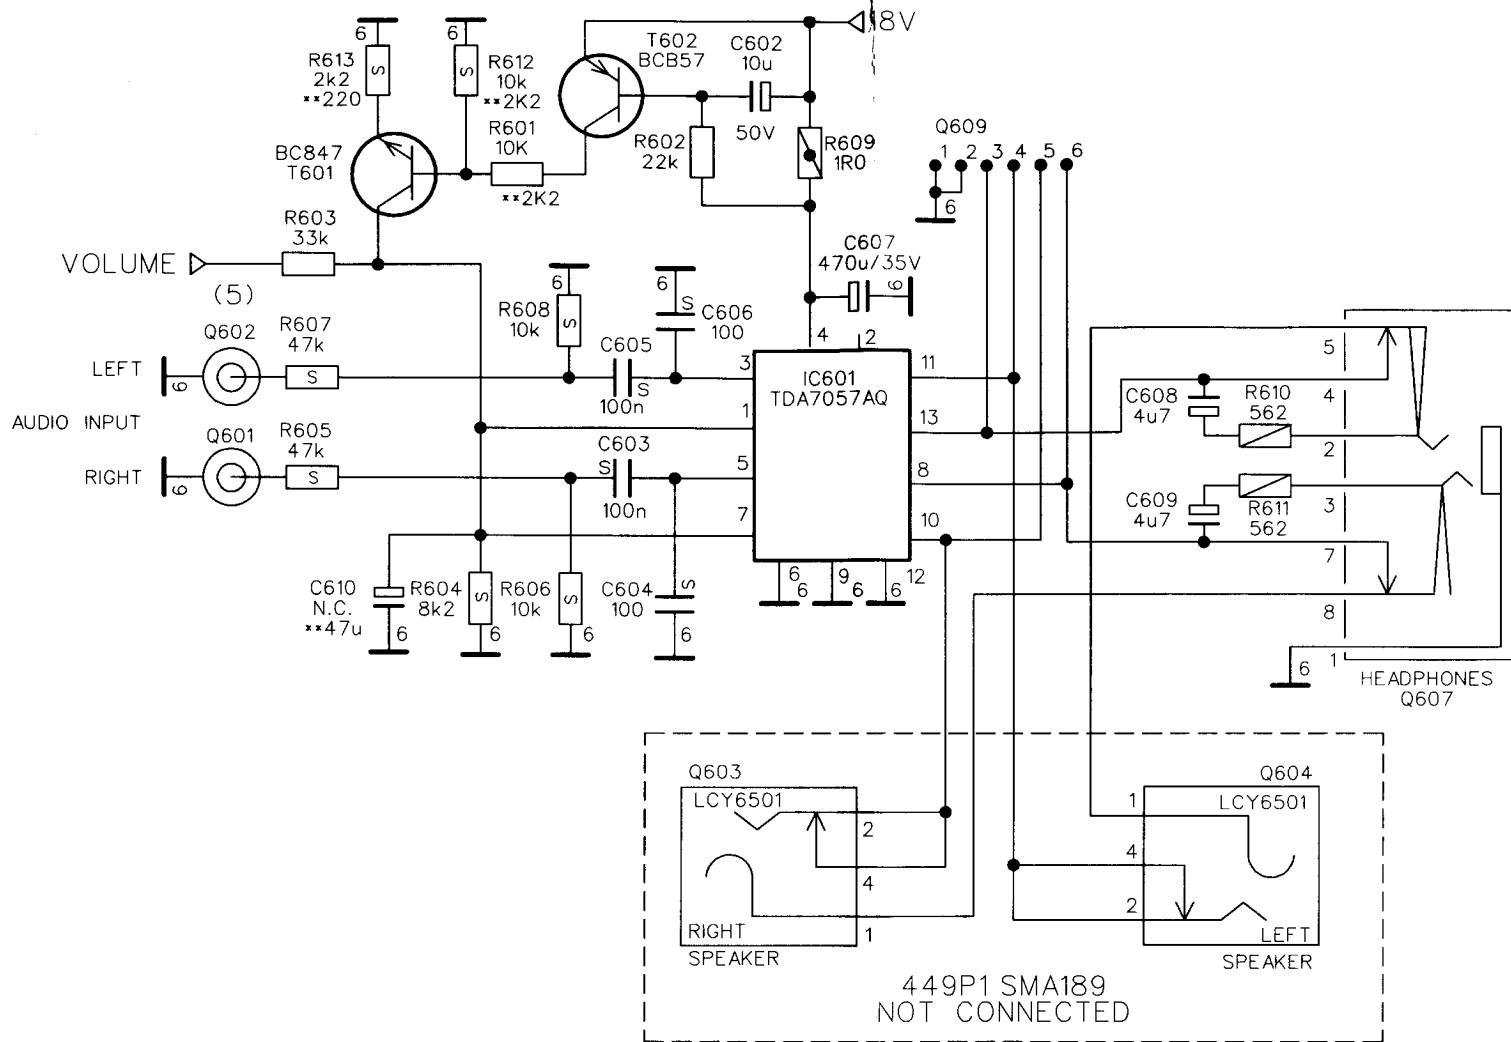 8V
6
R613
2k2
**220
S
6
R612
10k
**2K2
S
T602
BCB57
C602
10u
50V
R601
10K
**2K2
R602
22k
R609
1R0
Q609
1 2 3 4 5 6
6
BC847
T601
R603
33k
VOLUME
(5)
C607
470u/35V
6
6
R608
10k
S
6
S
C606
100
4
2
Q602
R607
47k
LEFT
6
S
C605
S
100n
3
IC601
TDA7057AQ
11
1
13
AUDIO INPUT
Q601
R605
47k
RIGHT
6
S
C603
S
100n
5
8
7
10
6
9
12
6
6
6
C610
N.C.
**47u
6
R604
8k2
S
6
R606
10k
S
6
C604
100
S
6
C608
4u7
R610
562
C609
4u7
R611
562
5
4
2
3
7
8
1
6
HEADPHONES
Q607
Q603
LCY6501
2
4
1
RIGHT
SPEAKER
Q604
LCY6501
1
4
2
LEFT
SPEAKER
449P1 SMA189
NOT CONNECTED